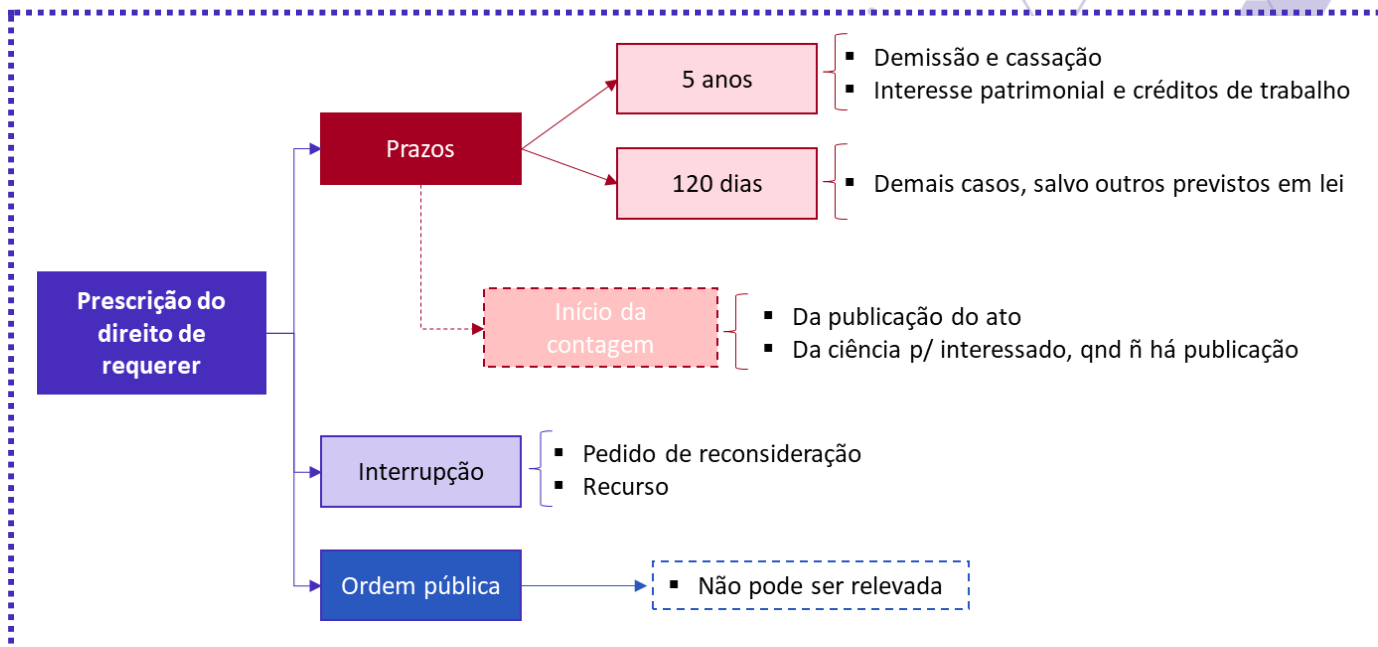 5 anos
▪ Demissão e cassação
▪ Interesse patrimonial e créditos de trabalho
Prazos
120 dias
▪ Demais casos, salvo outros previstos em lei
Prescrição do
direito de
requerer
Início da
contagem
▪ Da publicação do ato
▪ Da ciência p/ interessado, qnd ñ há publicação
Interrupção
▪ Pedido de reconsideração
▪ Recurso
Ordem pública
▪ Não pode ser relevada